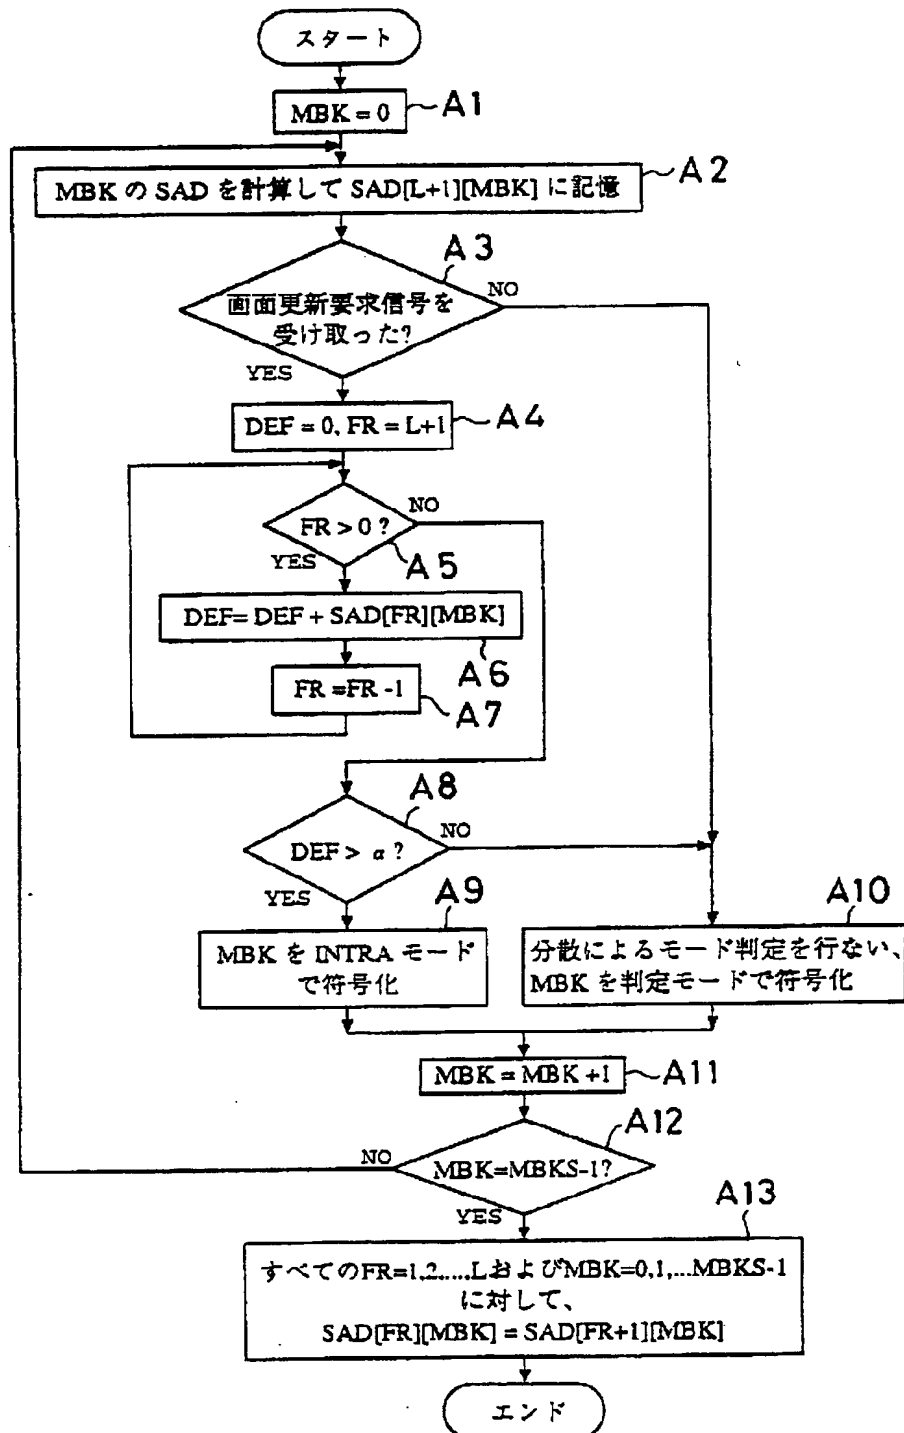 スタート
MBK = 0
A1
MBK の SAD を計算して SAD[L+1][MBK] に記憶
A2
A3
画面更新要求信号を
受け取った?
NO
YES
DEF = 0, FR = L+1
A4
FR > 0 ?
NO
YES
A5
DEF= DEF + SAD[FR][MBK]
A6
FR =FR -1
A7
A8
DEF > α ?
NO
YES
A9
MBK を INTRA モード
で符号化
A10
分散によるモード判定を行ない、
MBK を判定モードで符号化
MBK = MBK +1
A11
A12
MBK=MBKS-1?
NO
YES
A13
すべてのFR=1,2,...,LおよびMBK=0,1,...MBKS-1
に対して、
SAD[FR][MBK] = SAD[FR+1][MBK]
エンド